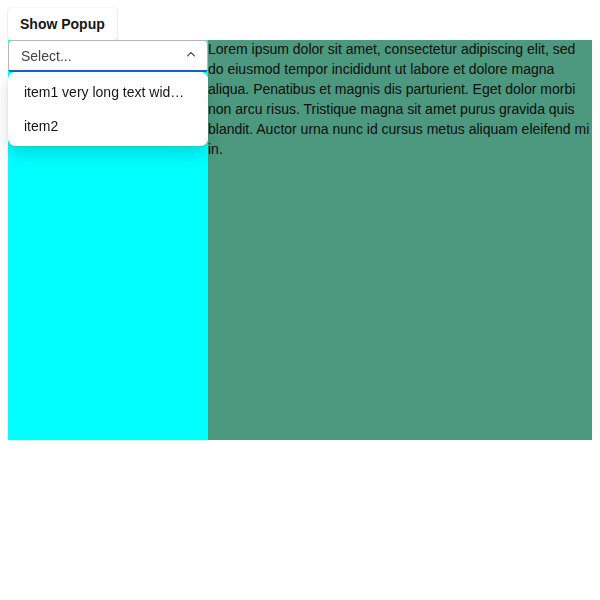 Show Popup
Select...
item1 very long text wid…
item2
Lorem ipsum dolor sit amet, consectetur adipiscing elit, sed
do eiusmod tempor incididunt ut labore et dolore magna
aliqua. Penatibus et magnis dis parturient. Eget dolor morbi
non arcu risus. Tristique magna sit amet purus gravida quis
blandit. Auctor urna nunc id cursus metus aliquam eleifend mi
in.